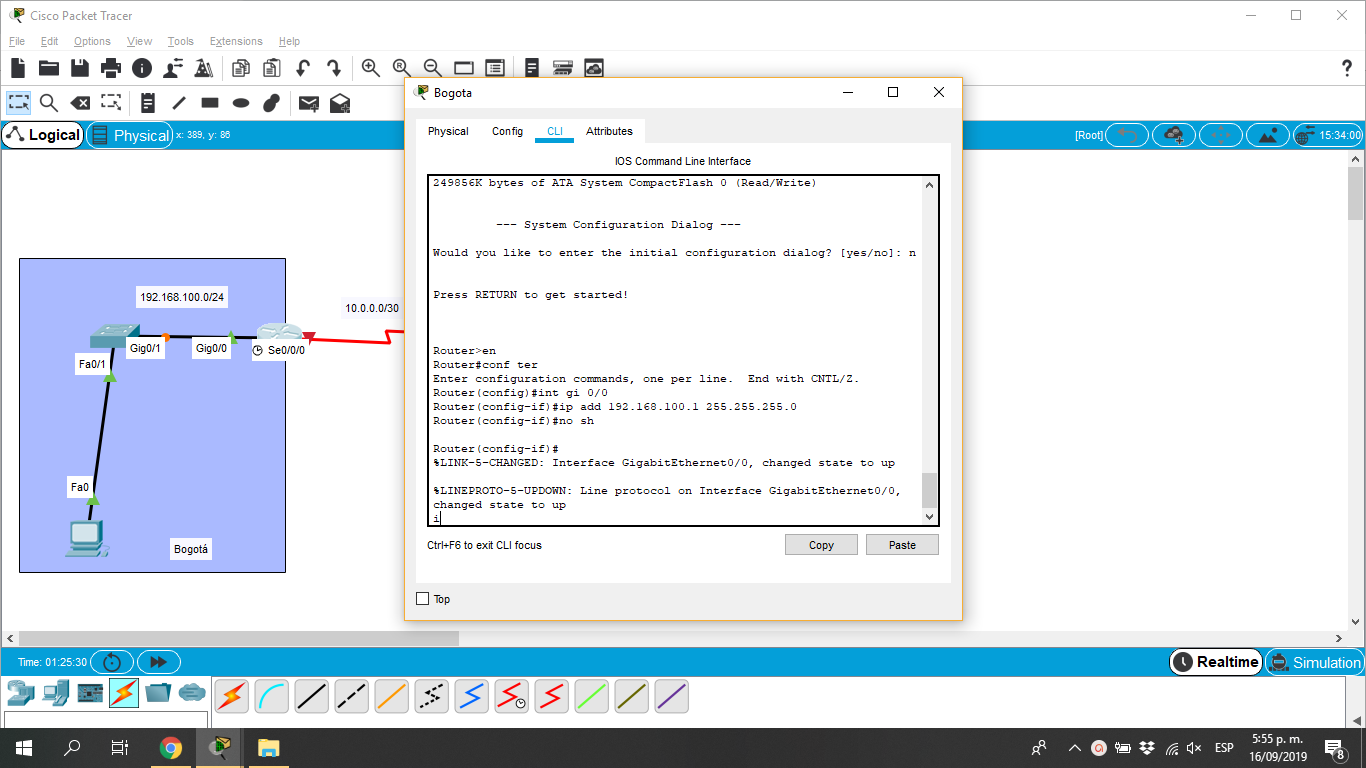 Cisco Packet Tracer
File Edit Options View Tools Extensions Help
Logical Physical x: 389, y: 86 [Root] 15:34:00
Bogota
Physical Config CLI Attributes
IOS Command Line Interface
249856K bytes of ATA System CompactFlash 0 (Read/Write)
--- System Configuration Dialog ---
Would you like to enter the initial configuration dialog? [yes/no]: n
Press RETURN to get started!
Router>en
Router#conf ter
Enter configuration commands, one per line.  End with CNTL/Z.
Router(config)#int gi 0/0
Router(config-if)#ip add 192.168.100.1 255.255.255.0
Router(config-if)#no sh
Router(config-if)#
%LINK-5-CHANGED: Interface GigabitEthernet0/0, changed state to up
%LINEPROTO-5-UPDOWN: Line protocol on Interface GigabitEthernet0/0,
changed state to up
i
Ctrl+F6 to exit CLI focus
Copy Paste
Top
192.168.100.0/24
10.0.0.0/30
Gig0/1 Gig0/0 Se0/0/0
Fa0/1
Fa0
Bogotá
Time: 01:25:30 Realtime Simulation
ESP
5:55 p. m.
16/09/2019
8